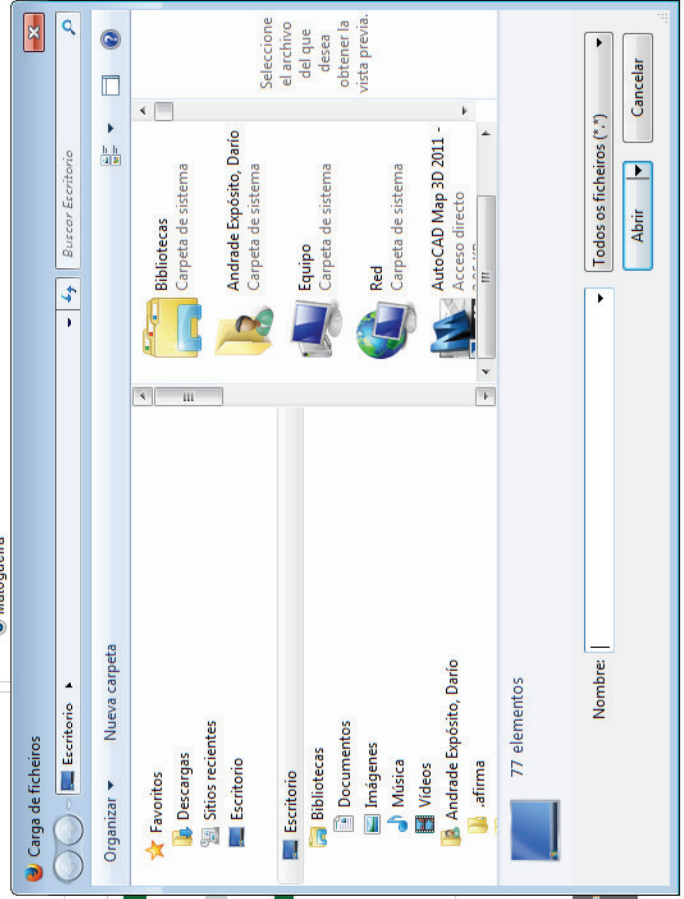 Carga de ficheiros
Escritorio
Buscar Escritorio
Organizar
Nueva carpeta
Favoritos
Descargas
Sitios recientes
Escritorio
Escritorio
Bibliotecas
Documentos
Imágenes
Música
Vídeos
Andrade Expósito, Darío
.afirma
Bibliotecas
Carpeta de sistema
Andrade Expósito, Darío
Carpeta de sistema
Equipo
Carpeta de sistema
Red
Carpeta de sistema
AutoCAD Map 3D 2011 -
Acceso directo
Seleccione
el archivo
del que
desea
obtener la
vista previa.
77 elementos
Nombre:
Todos os ficheiros (*.*)
Abrir
Cancelar